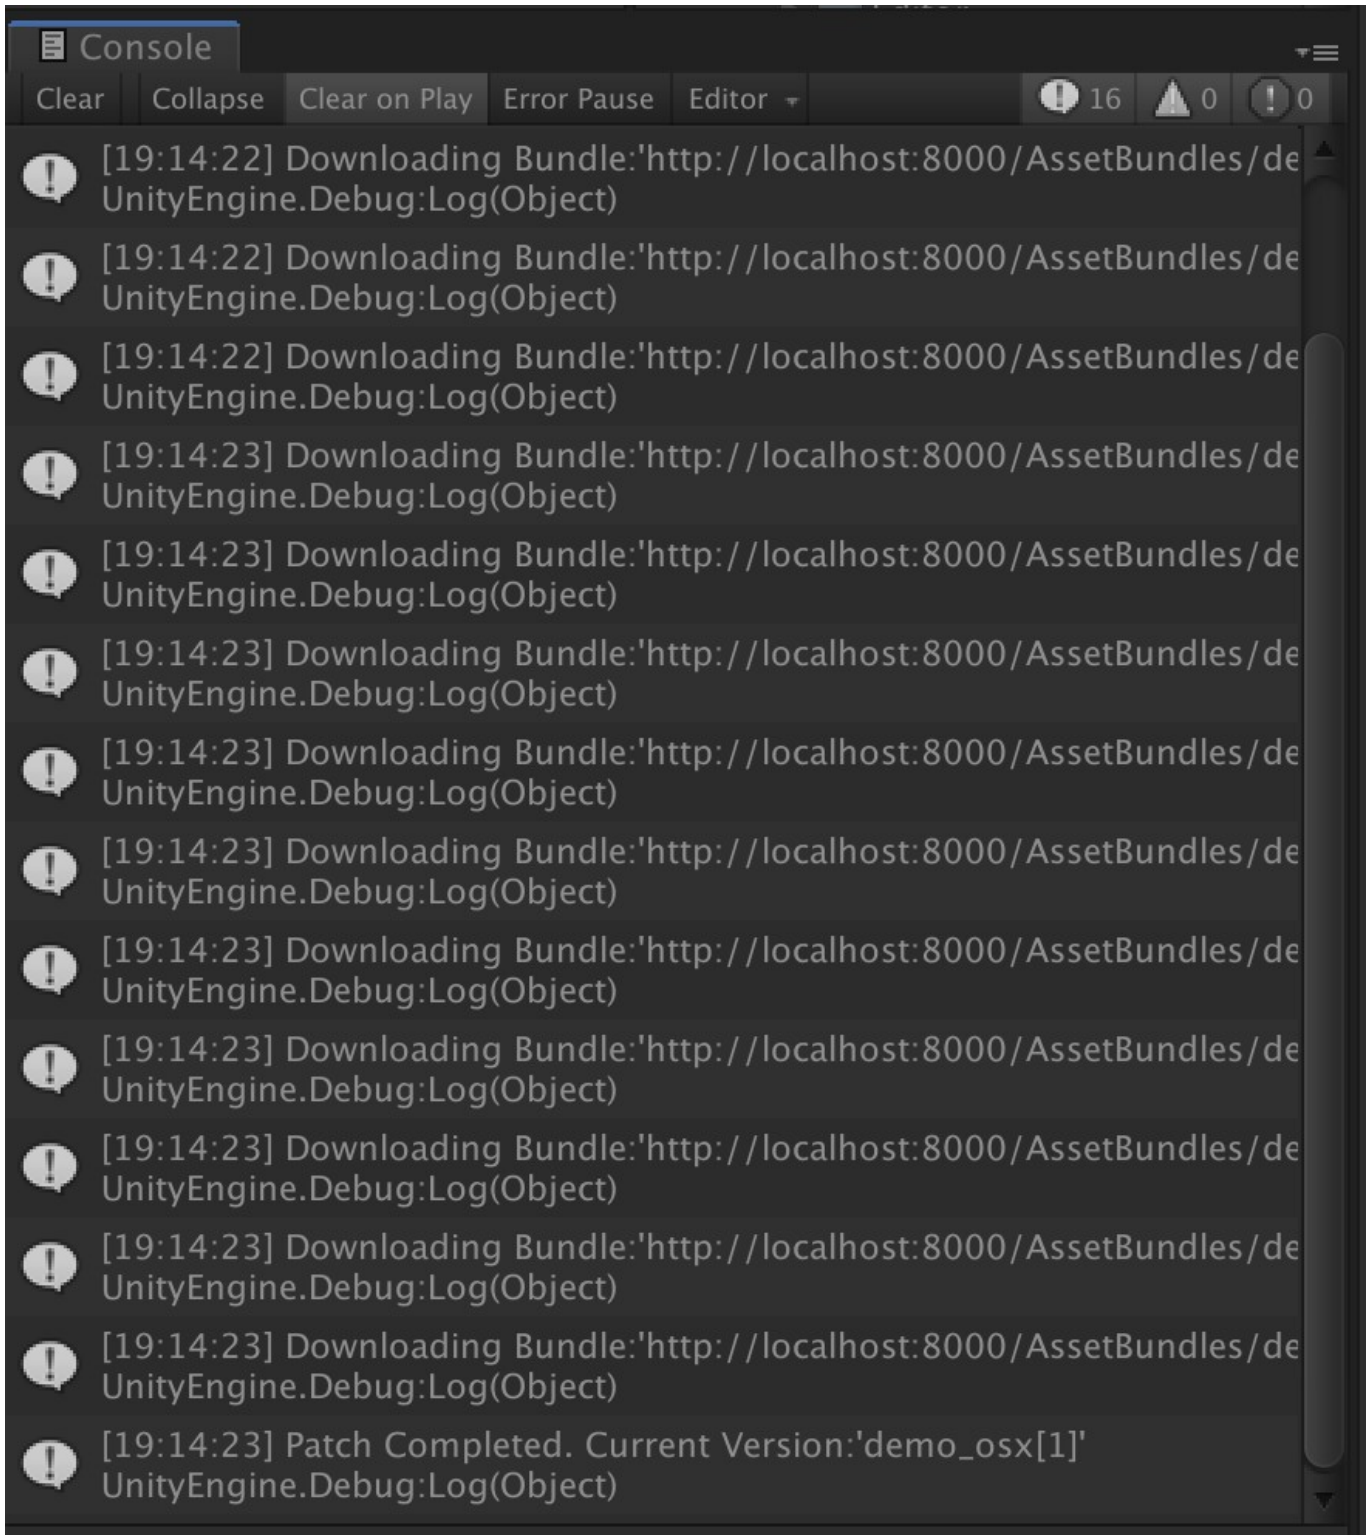 Console
Clear Collapse Clear on Play Error Pause Editor 16 0 0
[19:14:22] Downloading Bundle:'http://localhost:8000/AssetBundles/de
UnityEngine.Debug:Log(Object)
[19:14:22] Downloading Bundle:'http://localhost:8000/AssetBundles/de
UnityEngine.Debug:Log(Object)
[19:14:22] Downloading Bundle:'http://localhost:8000/AssetBundles/de
UnityEngine.Debug:Log(Object)
[19:14:23] Downloading Bundle:'http://localhost:8000/AssetBundles/de
UnityEngine.Debug:Log(Object)
[19:14:23] Downloading Bundle:'http://localhost:8000/AssetBundles/de
UnityEngine.Debug:Log(Object)
[19:14:23] Downloading Bundle:'http://localhost:8000/AssetBundles/de
UnityEngine.Debug:Log(Object)
[19:14:23] Downloading Bundle:'http://localhost:8000/AssetBundles/de
UnityEngine.Debug:Log(Object)
[19:14:23] Downloading Bundle:'http://localhost:8000/AssetBundles/de
UnityEngine.Debug:Log(Object)
[19:14:23] Downloading Bundle:'http://localhost:8000/AssetBundles/de
UnityEngine.Debug:Log(Object)
[19:14:23] Downloading Bundle:'http://localhost:8000/AssetBundles/de
UnityEngine.Debug:Log(Object)
[19:14:23] Downloading Bundle:'http://localhost:8000/AssetBundles/de
UnityEngine.Debug:Log(Object)
[19:14:23] Downloading Bundle:'http://localhost:8000/AssetBundles/de
UnityEngine.Debug:Log(Object)
[19:14:23] Downloading Bundle:'http://localhost:8000/AssetBundles/de
UnityEngine.Debug:Log(Object)
[19:14:23] Patch Completed. Current Version:'demo_osx[1]'
UnityEngine.Debug:Log(Object)